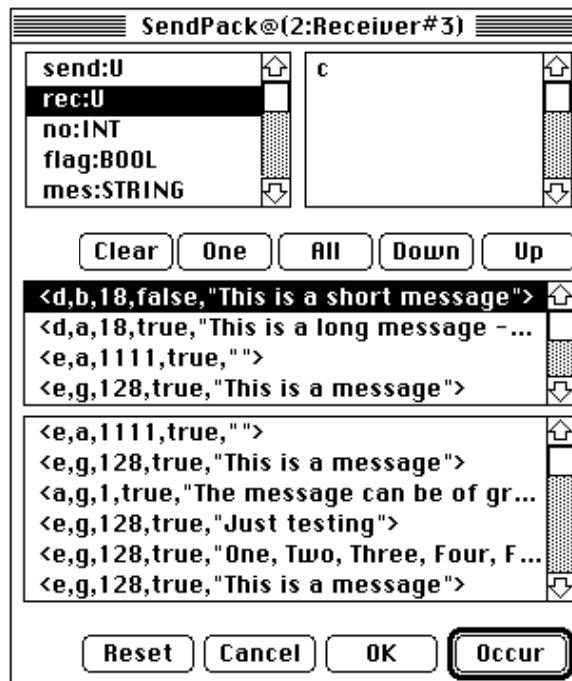 SendPack@(2:Receiver#3)
send:U
rec:U
no:INT
flag:BOOL
mes:STRING
c
Clear One All Down Up
<d,b,18,false,"This is a short message">
<d,a,18,true,"This is a long message -...
<e,a,1111,true,"">
<e,g,128,true,"This is a message">
<e,a,1111,true,"">
<e,g,128,true,"This is a message">
<a,g,1,true,"The message can be of gr...
<e,g,128,true,"Just testing">
<e,g,128,true,"One, Two, Three, Four, F...
<e,g,128,true,"This is a message">
Reset Cancel OK Occur